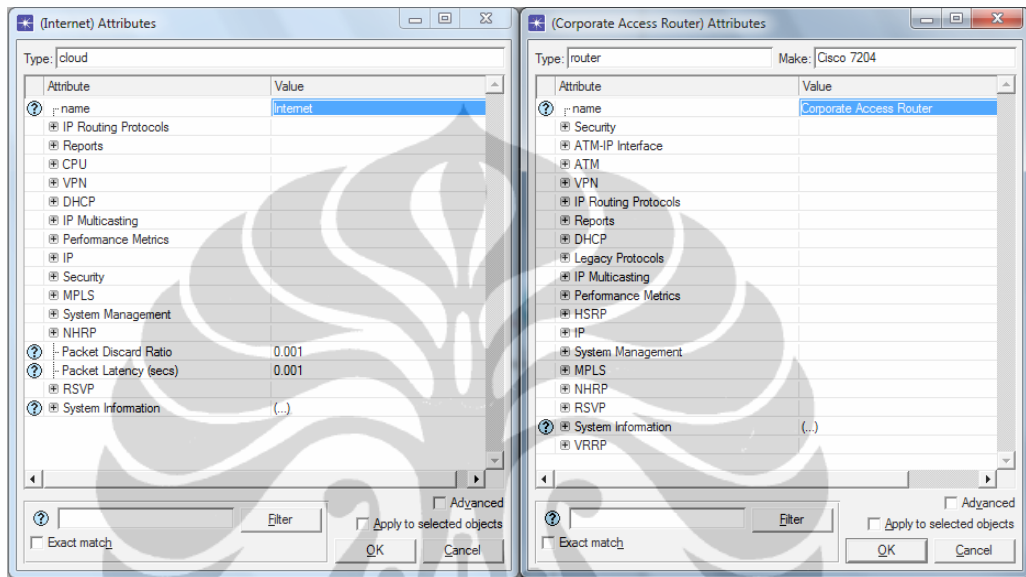 (Internet) Attributes
Type: cloud
Attribute Value
name Internet
IP Routing Protocols
Reports
CPU
VPN
DHCP
IP Multicasting
Performance Metrics
IP
Security
MPLS
System Management
NHRP
Packet Discard Ratio 0.001
Packet Latency (secs) 0.001
RSVP
System Information (...)
Advanced
Filter
Apply to selected objects
Exact match
OK Cancel
(Corporate Access Router) Attributes
Type: router Make: Cisco 7204
Attribute Value
name Corporate Access Router
Security
ATM-IP Interface
ATM
VPN
IP Routing Protocols
Reports
DHCP
Legacy Protocols
IP Multicasting
Performance Metrics
HSRP
IP
System Management
MPLS
NHRP
RSVP
System Information (...)
VRRP
Advanced
Filter
Apply to selected objects
Exact match
OK Cancel